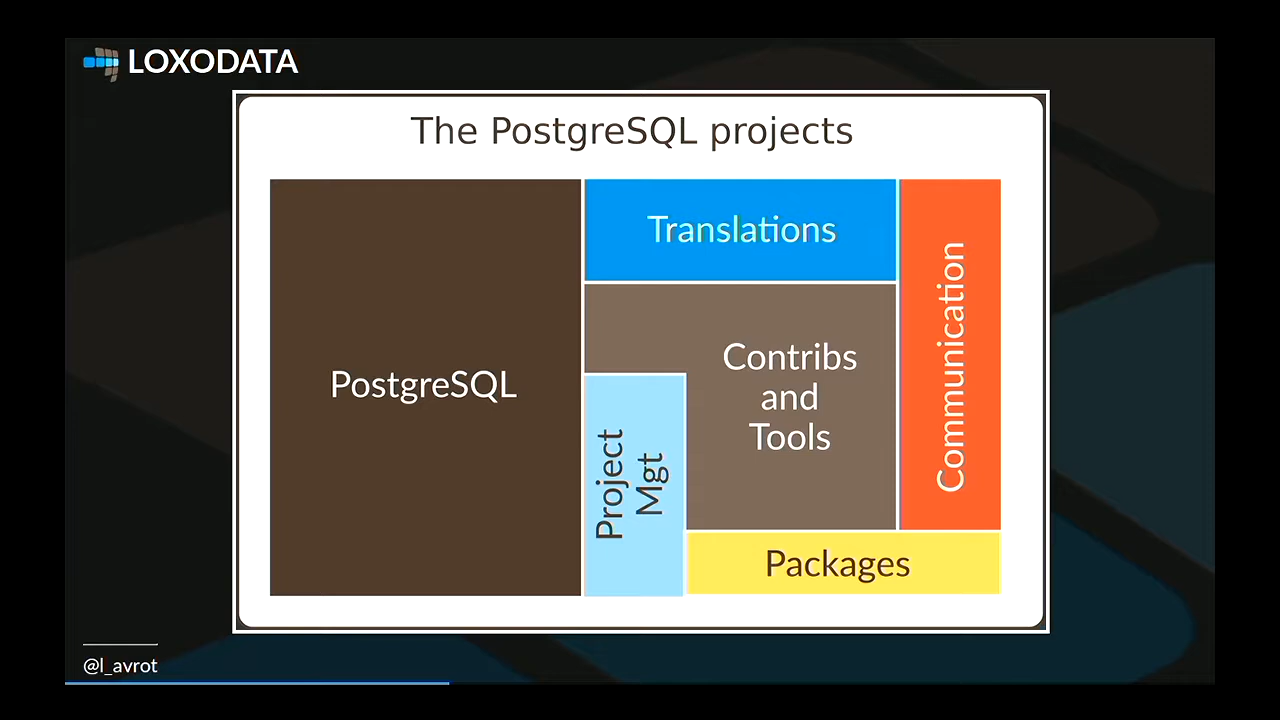 LOXODATA
The PostgreSQL projects
PostgreSQL
Translations
Contribs
and
Tools
Project
Mgt
Communication
Packages
@l_avrot